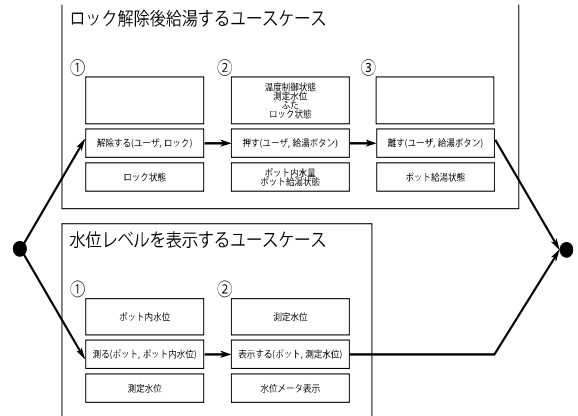 ロック解除後給湯するユースケース
① ② ③
温度制御状態
測定水位
ふた
ロック状態
解除する(ユーザ, ロック) 押す(ユーザ, 給湯ボタン) 離す(ユーザ, 給湯ボタン)
ロック状態
ポット内水量
ポット給湯状態
ポット給湯状態
水位レベルを表示するユースケース
① ②
ポット内水位 測定水位
測る(ポット, ポット内水位) 表示する(ポット, 測定水位)
測定水位 水位メータ表示